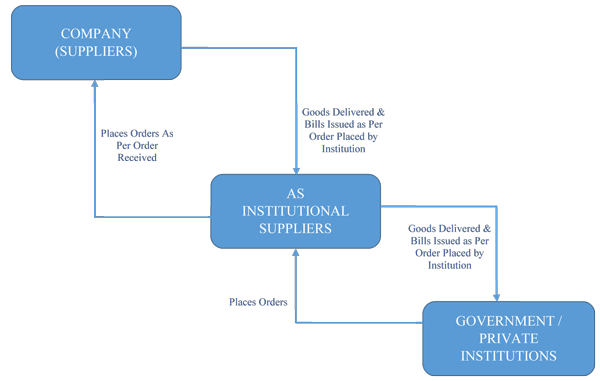 COMPANY
(SUPPLIERS)
Goods Delivered &
Bills Issued as Per
Order Placed by
Institution
Places Orders As
Per Order
Received
AS
INSTITUTIONAL
SUPPLIERS
Goods Delivered &
Bills Issued as Per
Order Placed by
Institution
Places Orders
GOVERNMENT /
PRIVATE
INSTITUTIONS